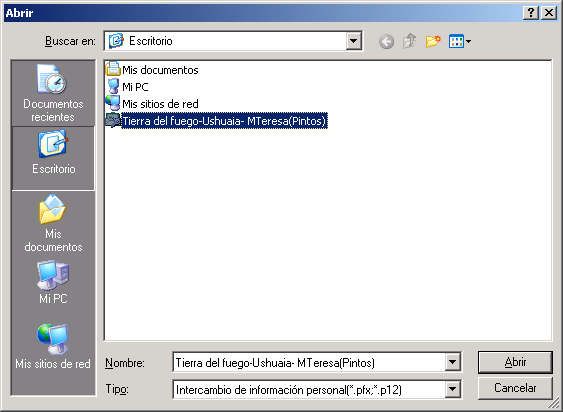 Abrir
Buscar en:
Escritorio
Documentos
recientes
Escritorio
Mis
documentos
Mi PC
Mis sitios de red
Mis documentos
Mi PC
Mis sitios de red
Tierra del fuego-Ushuaia- MTeresa(Pintos)
Nombre:
Tierra del fuego-Ushuaia- MTeresa(Pintos)
Abrir
Tipo:
Intercambio de información personal(*.pfx;*.p12)
Cancelar